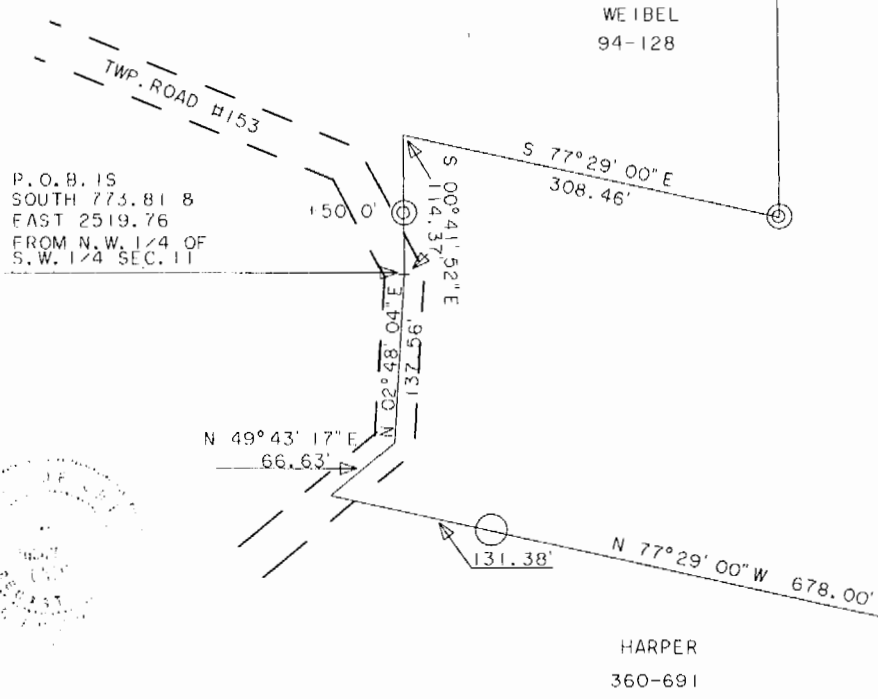 WEIBEL
94-128
TWP. ROAD #153
S 77°29' 00"E
308.46'
P.O.B. IS
SOUTH 773.81 &
EAST 2519.76
FROM N.W. 1/4 OF
S.W. 1/4 SEC. 11
+50.0'
S 00°41' 52"E
114.37'
N 02°48' 04"E
137.56'
N 49°43' 17"E
66.63'
131.38'
N 77°29' 00"W 678.00'
HARPER
360-691